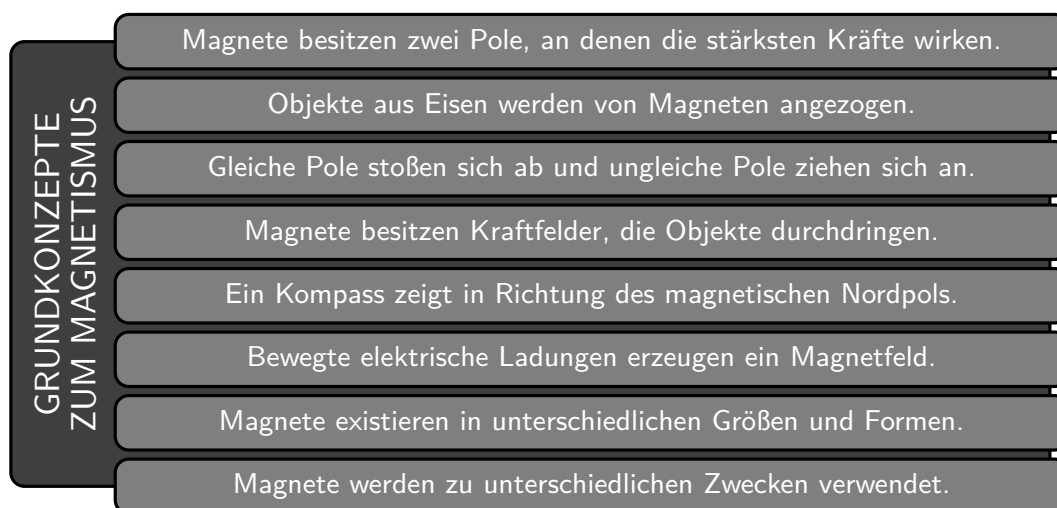 GRUNDKONZEPTE
ZUM MAGNETISMUS
Magnete besitzen zwei Pole, an denen die stärksten Kräfte wirken.
Objekte aus Eisen werden von Magneten angezogen.
Gleiche Pole stoßen sich ab und ungleiche Pole ziehen sich an.
Magnete besitzen Kraftfelder, die Objekte durchdringen.
Ein Kompass zeigt in Richtung des magnetischen Nordpols.
Bewegte elektrische Ladungen erzeugen ein Magnetfeld.
Magnete existieren in unterschiedlichen Größen und Formen.
Magnete werden zu unterschiedlichen Zwecken verwendet.